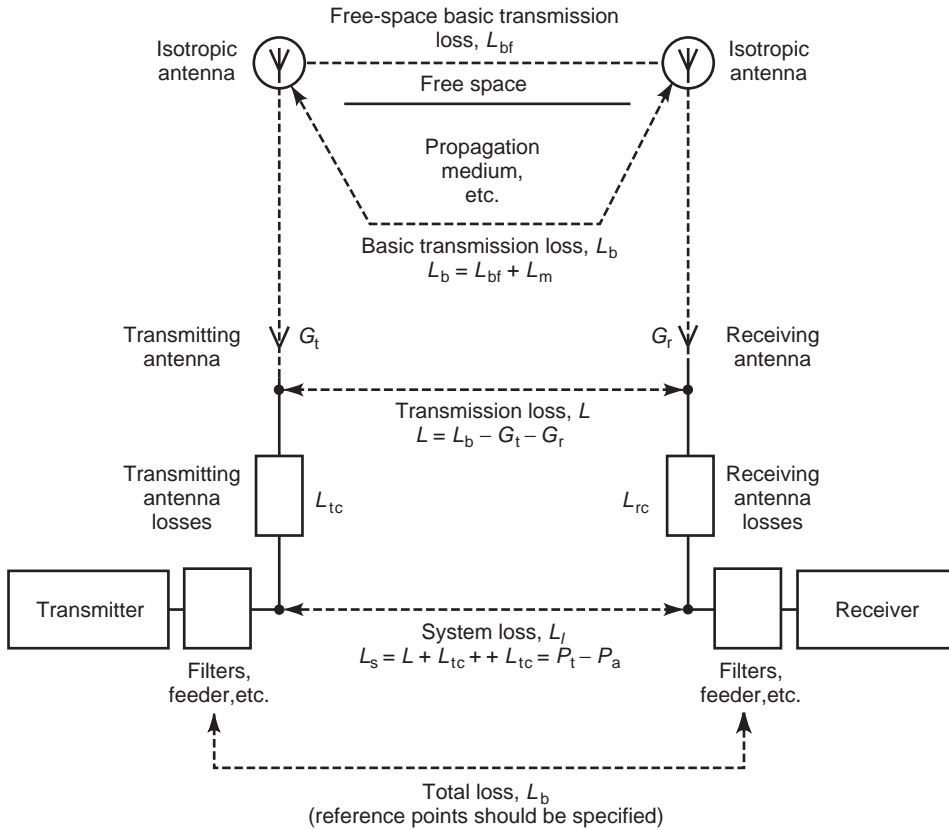 Free-space basic transmission
loss, L_bf
Isotropic
antenna
Isotropic
antenna
Free space
Propagation
medium,
etc.
Basic transmission loss, L_b
L_b = L_bf + L_m
Transmitting
antenna
G_t
G_r
Receiving
antenna
Transmission loss, L
L = L_b − G_t − G_r
Transmitting
antenna
losses
L_tc
L_rc
Receiving
antenna
losses
Transmitter
Receiver
System loss, L_l
L_s = L + L_tc + + L_tc = P_t − P_a
Filters,
feeder,etc.
Filters,
feeder,etc.
Total loss, L_b
(reference points should be specified)